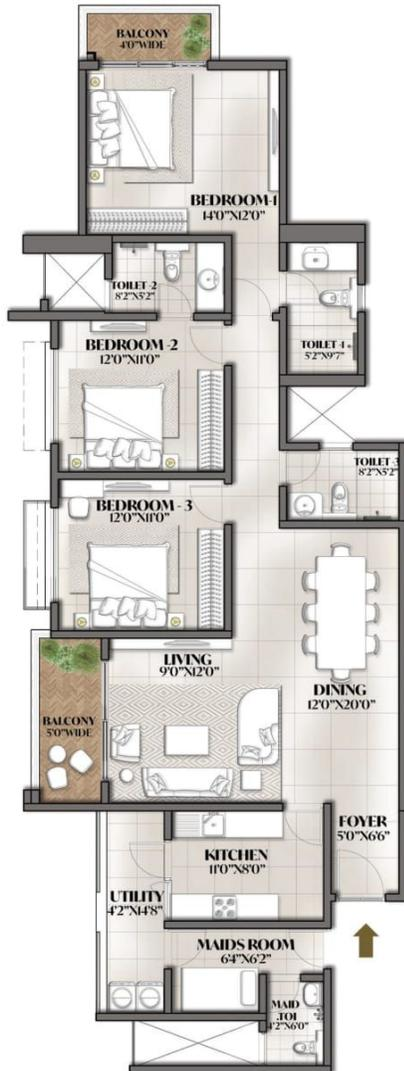 BALCONY
4'0"WIDE
BEDROOM-1
14'0"X12'0"
TOILET-2
8'2"X5'2"
TOILET-1
5'2"X9'7"
BEDROOM -2
12'0"X11'0"
TOILET-3
8'2"X5'2"
BEDROOM - 3
12'0"X11'0"
LIVING
9'0"X12'0"
DINING
12'0"X20'0"
BALCONY
5'0"WIDE
FOYER
5'0"X6'6"
KITCHEN
11'0"X8'0"
UTILITY
4'2"X14'8"
MAIDS ROOM
6'4"X6'2"
MAID
.TOI
4'2"X6'0"